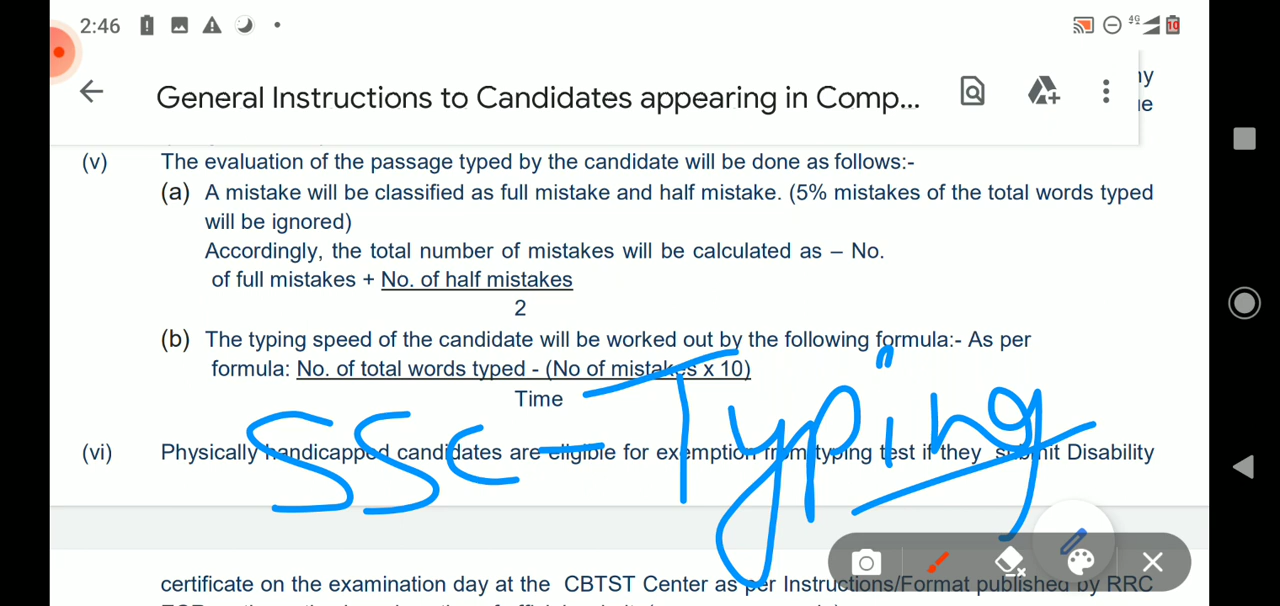 2:46 4G 10
ny
General Instructions to Candidates appearing in Comp...
ue
(v) The evaluation of the passage typed by the candidate will be done as follows:-
(a) A mistake will be classified as full mistake and half mistake. (5% mistakes of the total words typed
will be ignored)
Accordingly, the total number of mistakes will be calculated as – No.
of full mistakes + No. of half mistakes
2
(b) The typing speed of the candidate will be worked out by the following formula:- As per
formula: No. of total words typed - (No of mistakes x 10)
Time
SSC - Typing
(vi) Physically handicapped candidates are eligible for exemption from typing test if they submit Disability
certificate on the examination day at the CBTST Center as per Instructions/Format published by RRC